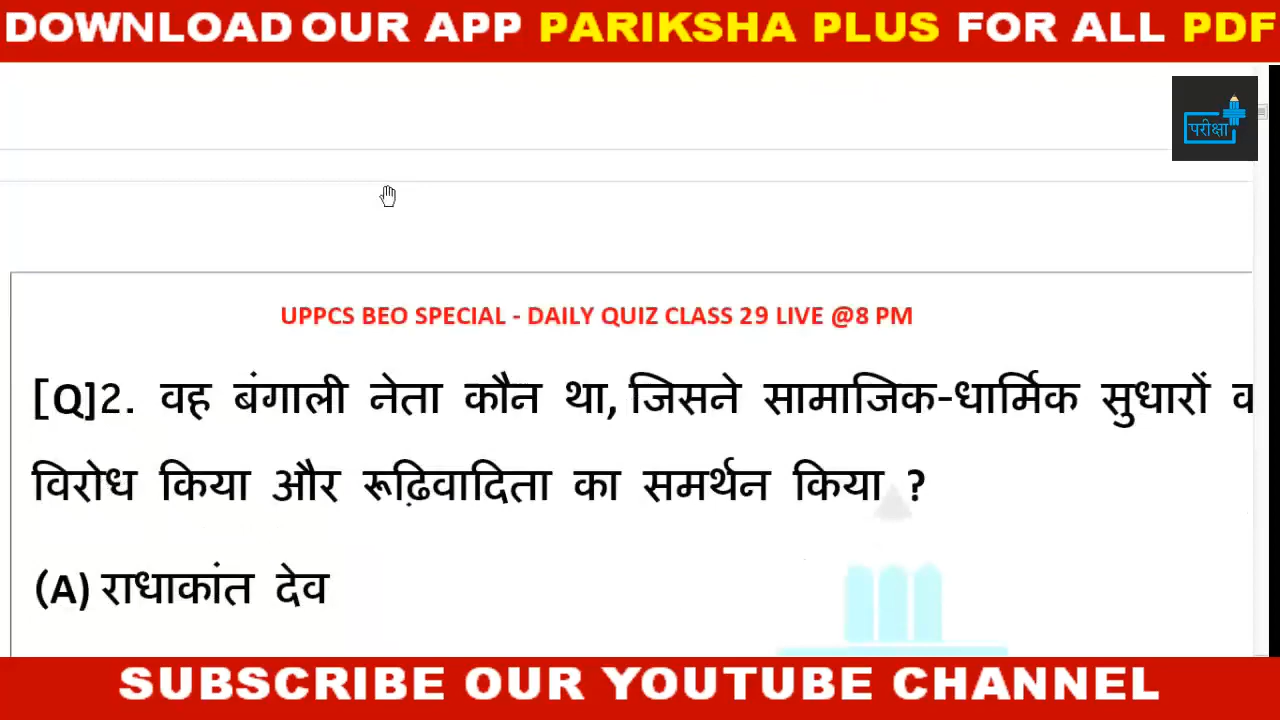 DOWNLOAD OUR APP PARIKSHA PLUS FOR ALL PDF
परीक्षा
UPPCS BEO SPECIAL - DAILY QUIZ CLASS 29 LIVE @8 PM
[Q]2. वह बंगाली नेता कौन था, जिसने सामाजिक-धार्मिक सुधारों
विरोध किया और रूढ़िवादिता का समर्थन किया ?
(A) राधाकांत देव
SUBSCRIBE OUR YOUTUBE CHANNEL